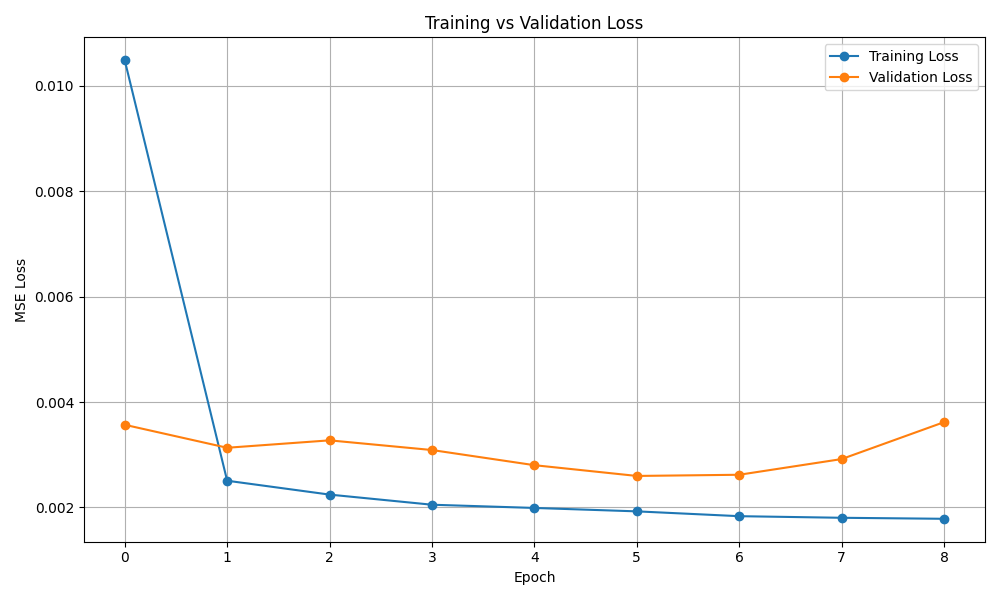 Training vs Validation Loss
Training Loss
Validation Loss
0.010
0.008
0.006
0.004
0.002
MSE Loss
0 1 2 3 4 5 6 7 8
Epoch